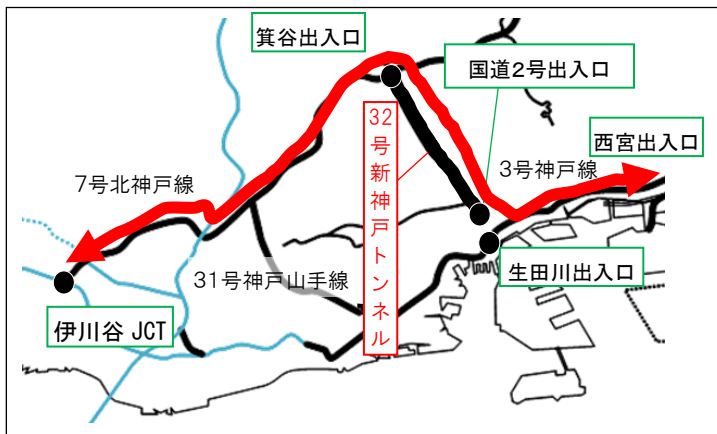 箕谷出入口
国道2号出入口
32号新神戸トンネル
西宮出入口
3号神戸線
7号北神戸線
31号神戸山手線
生田川出入口
伊川谷 JCT